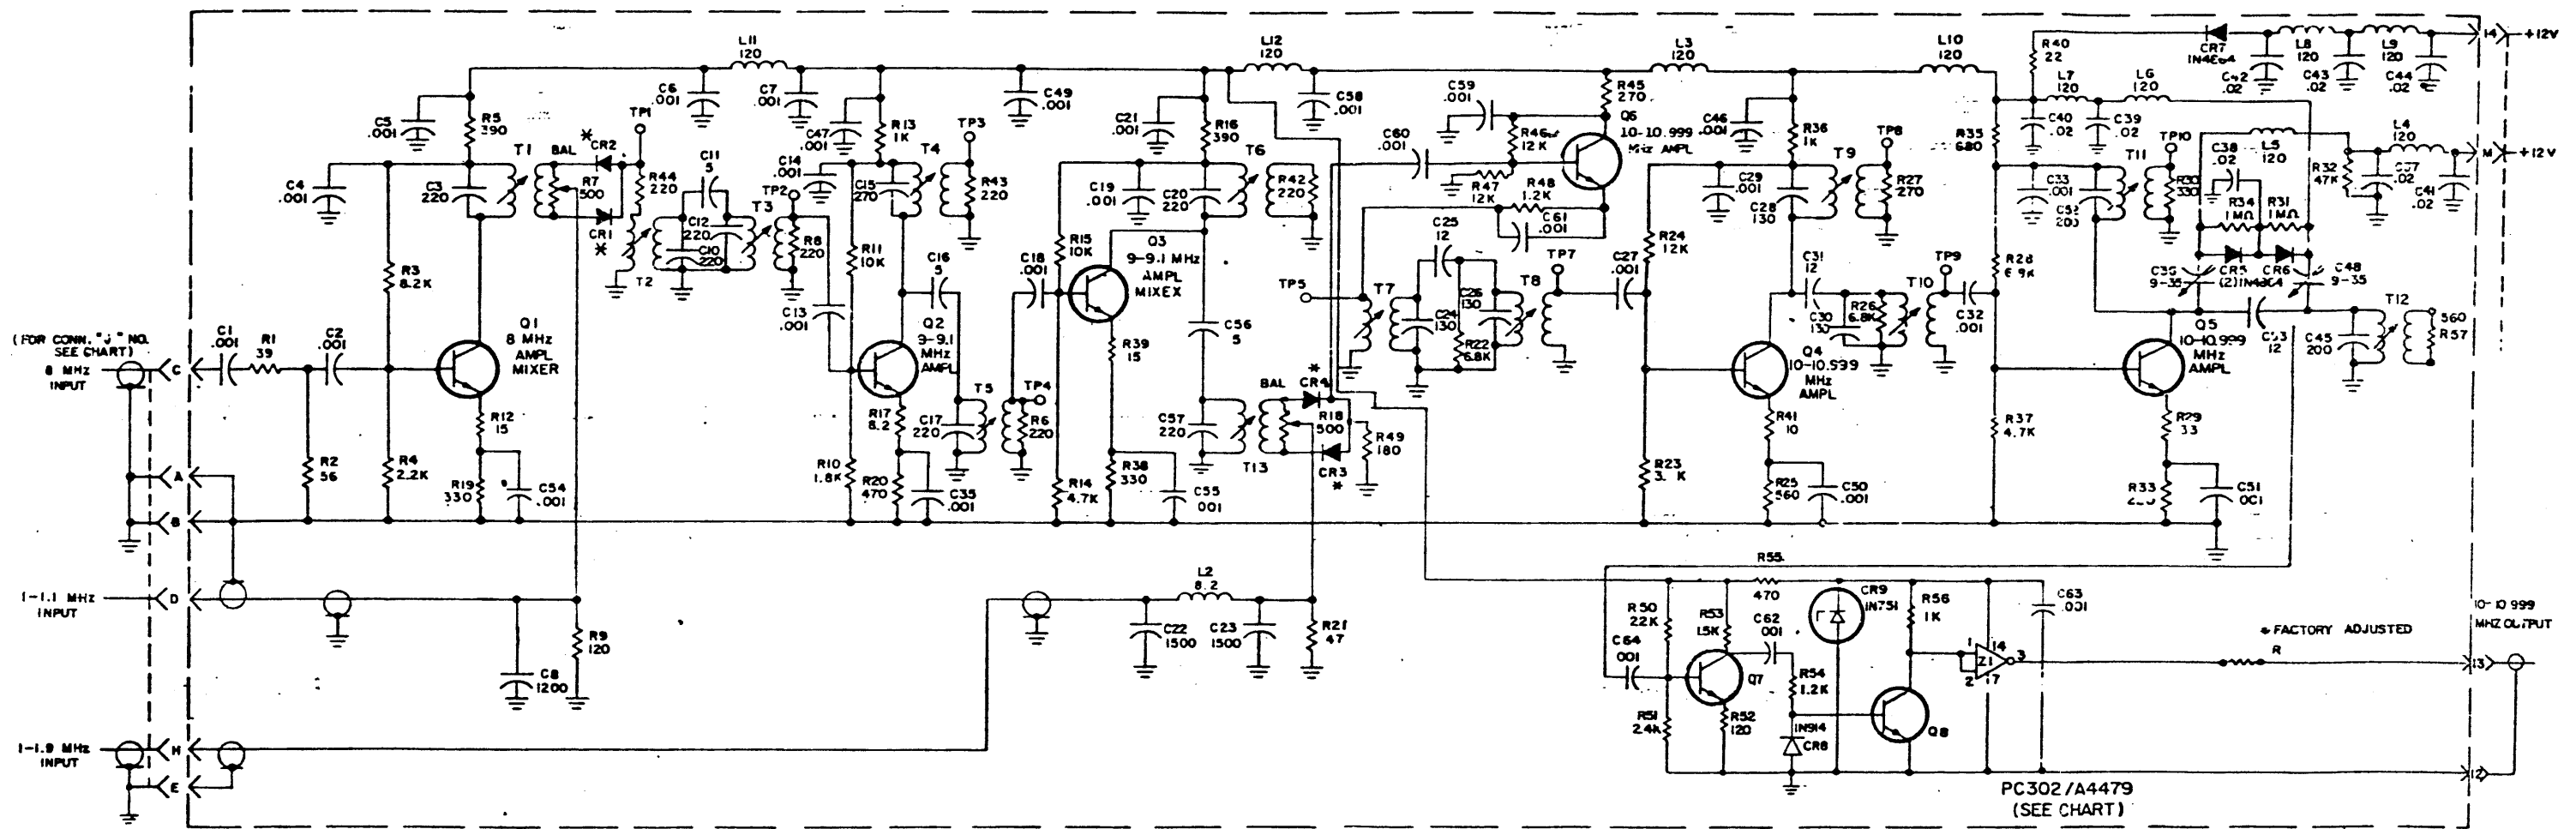 L11
120
L12
120
L3
120
L10
120
R40
22
CR7
1N4
L8
120
L9
120
14
+12V
C42
.02
C43
.02
C44
.02
C6
.001
C7
.001
C49
.001
C58
.001
C59
.001
R45
270
L7
120
L6
120
C5
.001
R5
390
*
CR2
TP1
C47
.001
R13
1K
TP3
C21
.001
R16
390
C60
.001
R46
12K
Q6
10-10.999
MHz AMPL
C46
.001
R36
1K
TP8
R35
680
C40
.02
C39
.02
TP10
L5
120
L4
120
M
+12V
T1
BAL
R7
500
CR1
*
R44
220
C11
5
C14
.001
TP2
T4
R43
220
T6
R42
220
R47
12K
R48
1.2K
C61
.001
T9
R27
270
T11
C38
.02
R32
47K
C37
.02
C41
.02
C4
.001
C3
220
C12
220
C10
220
T3
R8
220
C15
270
C19
.001
C20
220
C29
.001
C28
130
C33
.001
C52
200
R30
330
R34
1MΩ
R31
1MΩ
T2
R3
8.2K
R11
10K
C16
5
C18
.001
R15
10K
Q3
9-9.1 MHz
AMPL
MIXEX
C25
12
TP7
C27
.001
R24
12K
C31
12
TP9
R28
CR5
CR6
C48
9-35
9-35
C13
.001
TP5
T7
C24
130
C26
130
T8
R22
6.8K
C30
130
R26
6.8K
T10
C32
.001
T12
560
R57
(FOR CONN. "J" NO.
SEE CHART)
8 MHz
INPUT
C
C1
.001
R1
39
C2
.001
Q1
8 MHz
AMPL
MIXER
Q2
9-9.1
MHz
AMPL
R39
15
C56
5
Q4
10-10.999
MHz
AMPL
Q5
10-10.999
MHz
AMPL
12
C45
200
R12
15
R17
8.2
C17
220
T5
TP4
R6
220
C57
220
T13
BAL
*
CR4
R18
500
CR3
*
R49
180
R41
10
R37
4.7K
R29
33
A
R2
56
R4
2.2K
R19
330
C54
.001
R10
1.8K
R20
470
C35
.001
R14
4.7K
R38
330
C55
001
R23
R25
560
C50
.001
R33
C51
B
1-1.1 MHz
INPUT
D
R9
120
C8
1200
L2
8.2
C22
1500
C23
1500
R21
47
R55
470
R50
22K
R53
1.5K
C62
001
CR9
1N751
R56
1K
C63
.001
C64
001
Q7
R54
1.2K
1
2
Z1
14
3
17
*FACTORY ADJUSTED
R
10-10.999
MHZ OUTPUT
13
R51
2.4K
R52
120
1N914
CR8
Q8
12
1-1.9 MHz
INPUT
H
E
PC302/A4479
(SEE CHART)